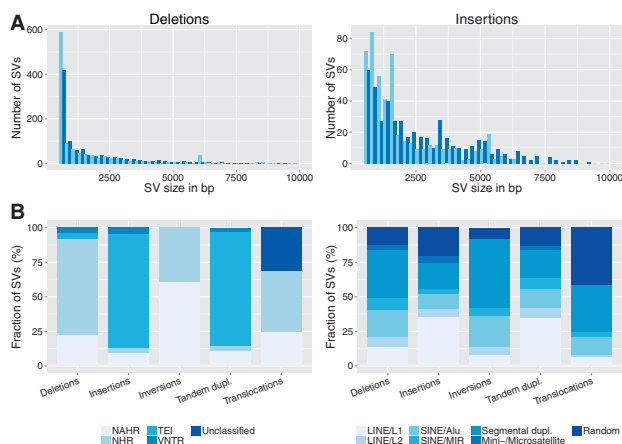 A
Deletions
Insertions
Number of SVs
600
400
200
0
2500 5000 7500 10000
SV size in bp
Number of SVs
80
60
40
20
0
2500 5000 7500 10000
SV size in bp
B
Fraction of SVs (%)
100
75
50
25
0
Deletions Insertions Inversions Tandem dupl. Translocations
Fraction of SVs (%)
100
75
50
25
0
Deletions Insertions Inversions Tandem dupl. Translocations
NAHR TEI Unclassified
NHR VNTR
LINE/L1 SINE/Alu Segmental dupl. Random
LINE/L2 SINE/MIR Mini-/Microsatellite